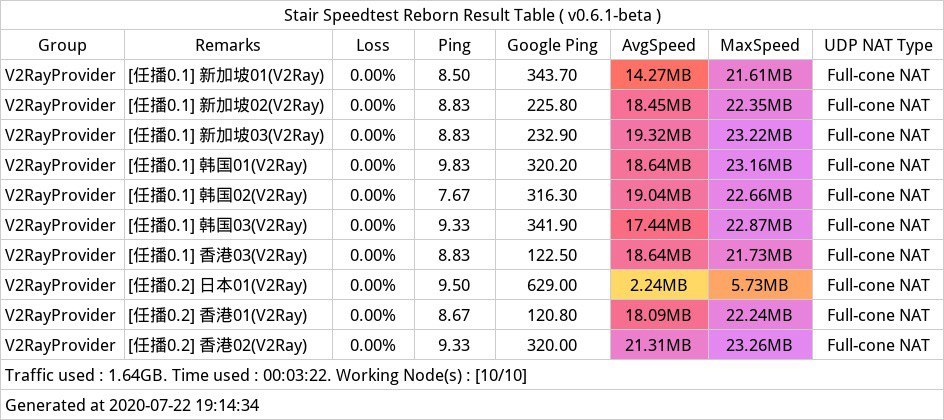 Stair Speedtest Reborn Result Table ( v0.6.1-beta )
Group Remarks Loss Ping Google Ping AvgSpeed MaxSpeed UDP NAT Type
V2RayProvider [任播0.1] 新加坡01(V2Ray) 0.00% 8.50 343.70 14.27MB 21.61MB Full-cone NAT
V2RayProvider [任播0.1] 新加坡02(V2Ray) 0.00% 8.83 225.80 18.45MB 22.35MB Full-cone NAT
V2RayProvider [任播0.1] 新加坡03(V2Ray) 0.00% 8.83 232.90 19.32MB 23.22MB Full-cone NAT
V2RayProvider [任播0.1] 韩国01(V2Ray) 0.00% 9.83 320.20 18.64MB 23.16MB Full-cone NAT
V2RayProvider [任播0.1] 韩国02(V2Ray) 0.00% 7.67 316.30 19.04MB 22.66MB Full-cone NAT
V2RayProvider [任播0.1] 韩国03(V2Ray) 0.00% 9.33 341.90 17.44MB 22.87MB Full-cone NAT
V2RayProvider [任播0.1] 香港03(V2Ray) 0.00% 8.83 122.50 18.64MB 21.73MB Full-cone NAT
V2RayProvider [任播0.2] 日本01(V2Ray) 0.00% 9.50 629.00 2.24MB 5.73MB Full-cone NAT
V2RayProvider [任播0.2] 香港01(V2Ray) 0.00% 8.67 120.80 18.09MB 22.24MB Full-cone NAT
V2RayProvider [任播0.2] 香港02(V2Ray) 0.00% 9.33 320.00 21.31MB 23.26MB Full-cone NAT
Traffic used : 1.64GB. Time used : 00:03:22. Working Node(s) : [10/10]
Generated at 2020-07-22 19:14:34